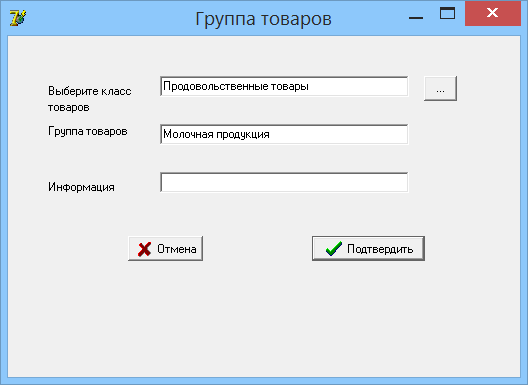 Группа товаров
Выберите класс
товаров
Продовольственные товары
...
Группа товаров
Молочная продукция
Информация
Отмена
Подтвердить